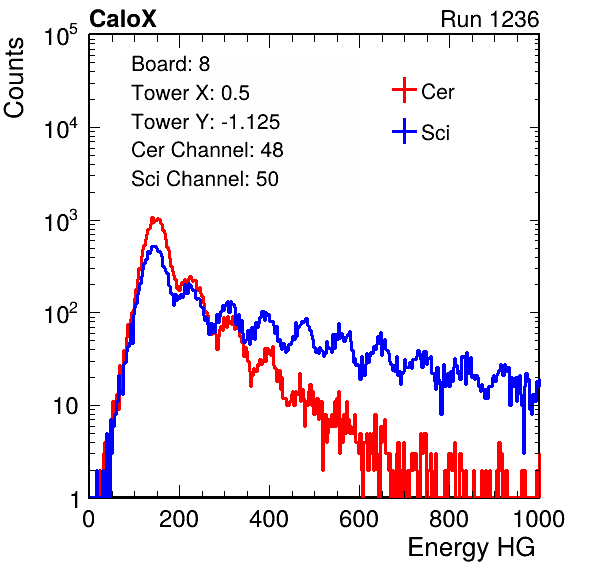 CaloX Run 1236
Counts
10^5
10^4
10^3
10^2
10
1
Board: 8
Tower X: 0.5
Tower Y: -1.125
Cer Channel: 48
Sci Channel: 50
Cer
Sci
0 200 400 600 800 1000
Energy HG